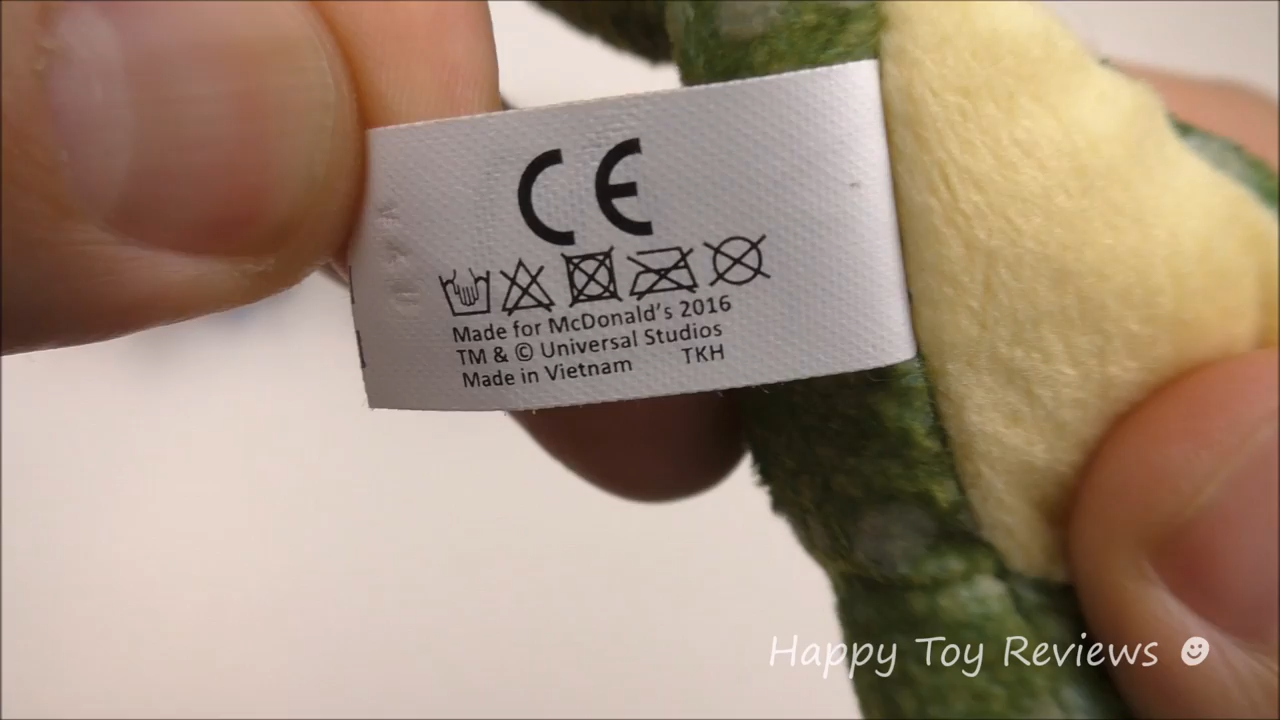 CE
Made for McDonald's 2016
TM & © Universal Studios
Made in Vietnam TKH
Happy Toy Reviews